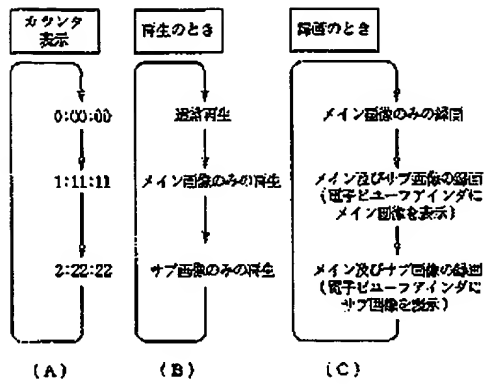 カウンタ
表示
再生のとき
録画のとき
0:00:00
通常再生
メイン画像のみの録画
1:11:11
メイン画像のみの再生
メイン及びサブ画像の録画
(電子ビューファインダに
メイン画像を表示)
2:22:22
サブ画像のみの再生
メイン及びサブ画像の録画
(電子ビューファインダに
サブ画像を表示)
(A)
(B)
(C)